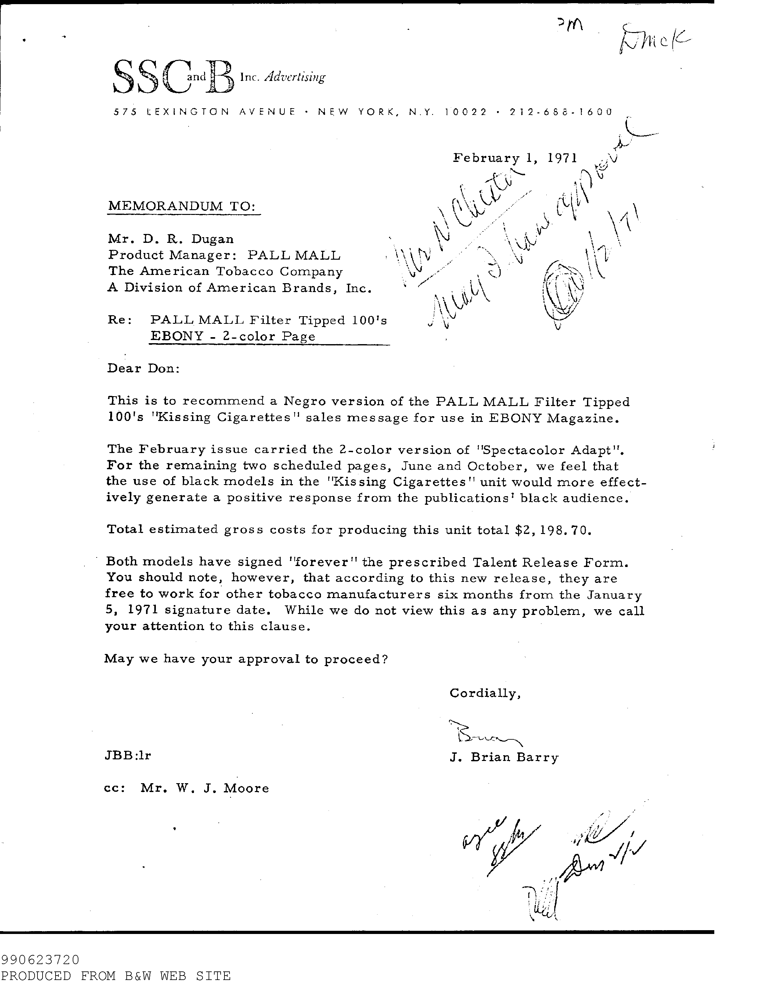 DMcK
SSC and B Inc. Advertising
575 LEXINGTON AVENUE · NEW YORK, N.Y. 10022 · 212-688-1600
February 1, 1971
Mr N Chester
May I have approval
MEMORANDUM TO:
Mr. D. R. Dugan
Product Manager: PALL MALL
The American Tobacco Company
A Division of American Brands, Inc.
Re: PALL MALL Filter Tipped 100's
EBONY - 2-color Page
Dear Don:
This is to recommend a Negro version of the PALL MALL Filter Tipped
100's "Kissing Cigarettes" sales message for use in EBONY Magazine.
The February issue carried the 2-color version of "Spectacolor Adapt".
For the remaining two scheduled pages, June and October, we feel that
the use of black models in the "Kissing Cigarettes" unit would more effect-
ively generate a positive response from the publications' black audience.
Total estimated gross costs for producing this unit total $2,198.70.
Both models have signed "forever" the prescribed Talent Release Form.
You should note, however, that according to this new release, they are
free to work for other tobacco manufacturers six months from the January
5, 1971 signature date. While we do not view this as any problem, we call
your attention to this clause.
May we have your approval to proceed?
Cordially,
Brian
JBB:lr
J. Brian Barry
cc: Mr. W. J. Moore
990623720
PRODUCED FROM B&W WEB SITE